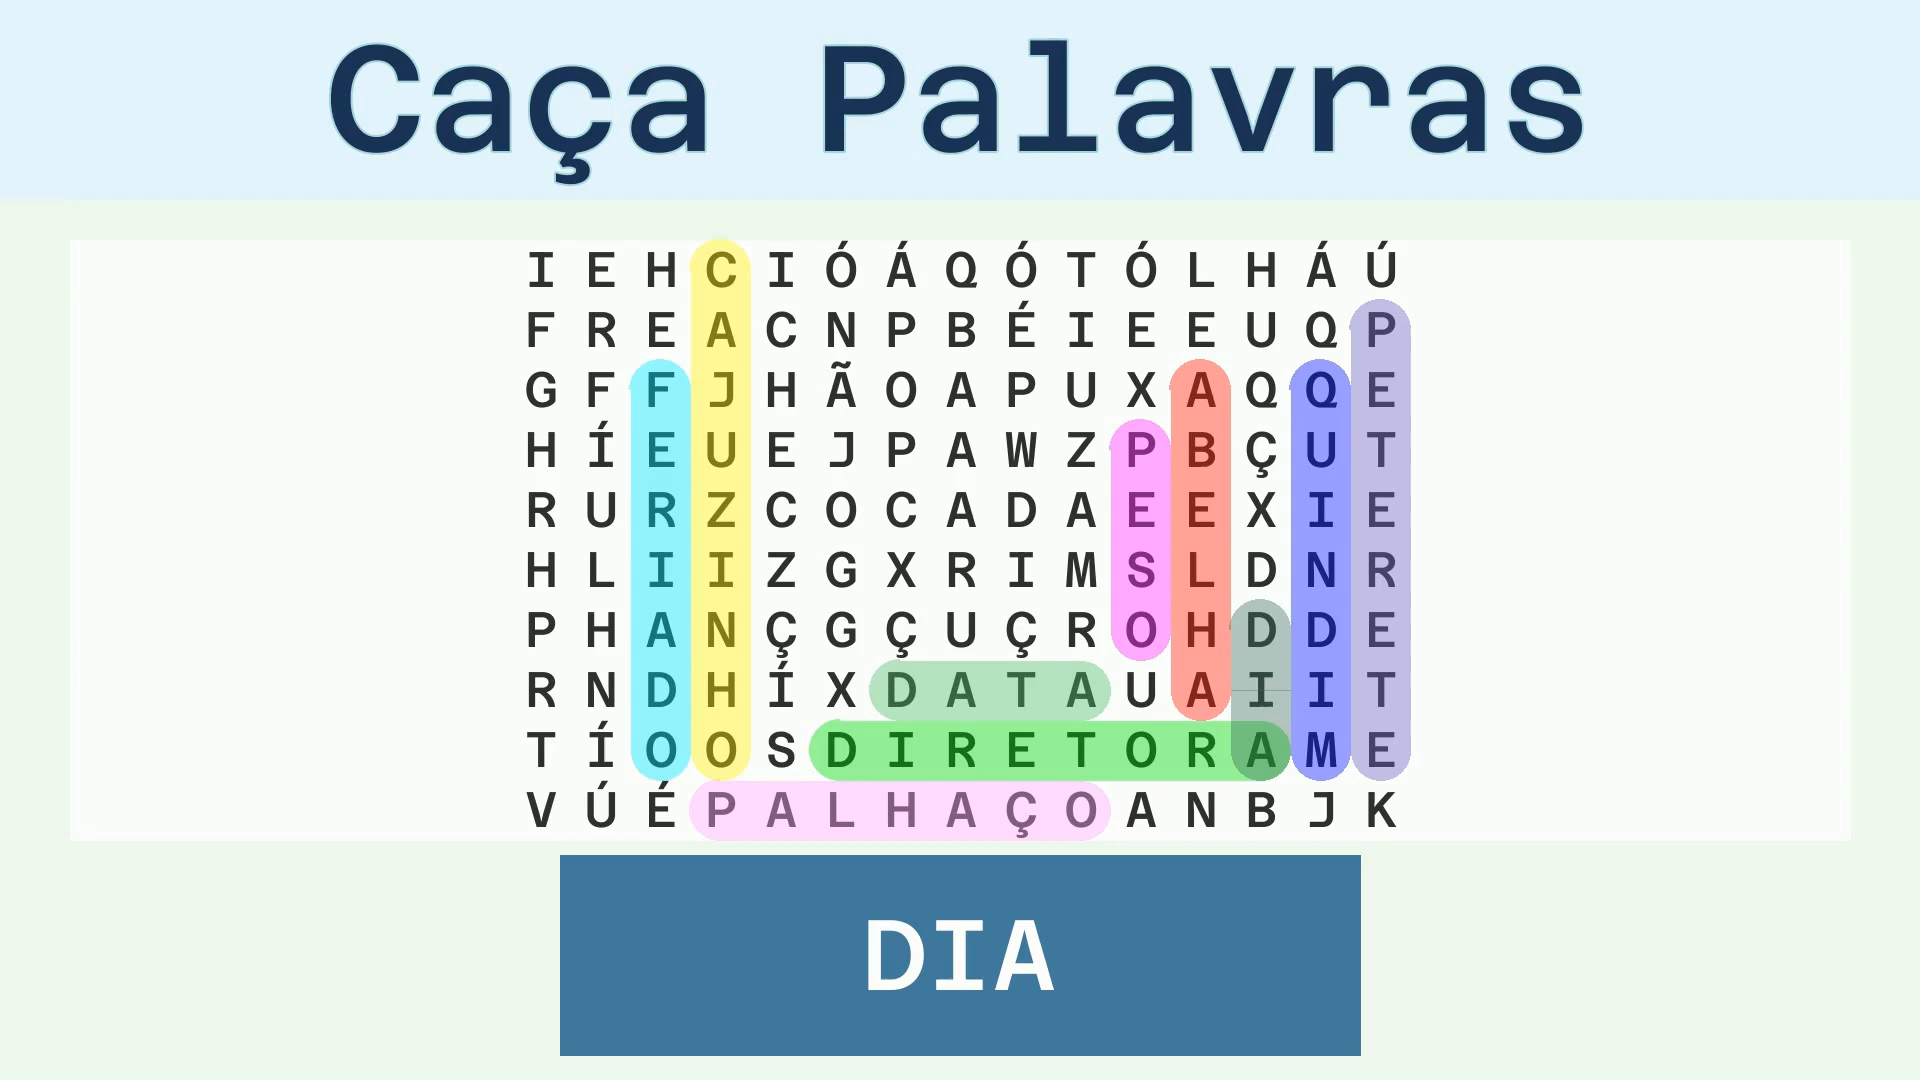 Caça Palavras
I E H C I Ó Á Q Ó T Ó L H Á Ú
F R E A C N P B É I E E U Q P
G F F J H Ã O A P U X A Q Q E
H Í E U E J P A W Z P B Ç U T
R U R Z C O C A D A E E X I E
H L I I Z G X R I M S L D N R
P H A N Ç G Ç U Ç R O H D D E
R N D H Í X D A T A U A I I T
T Í O O S D I R E T O R A M E
V Ú É P A L H A Ç O A N B J K
DIA